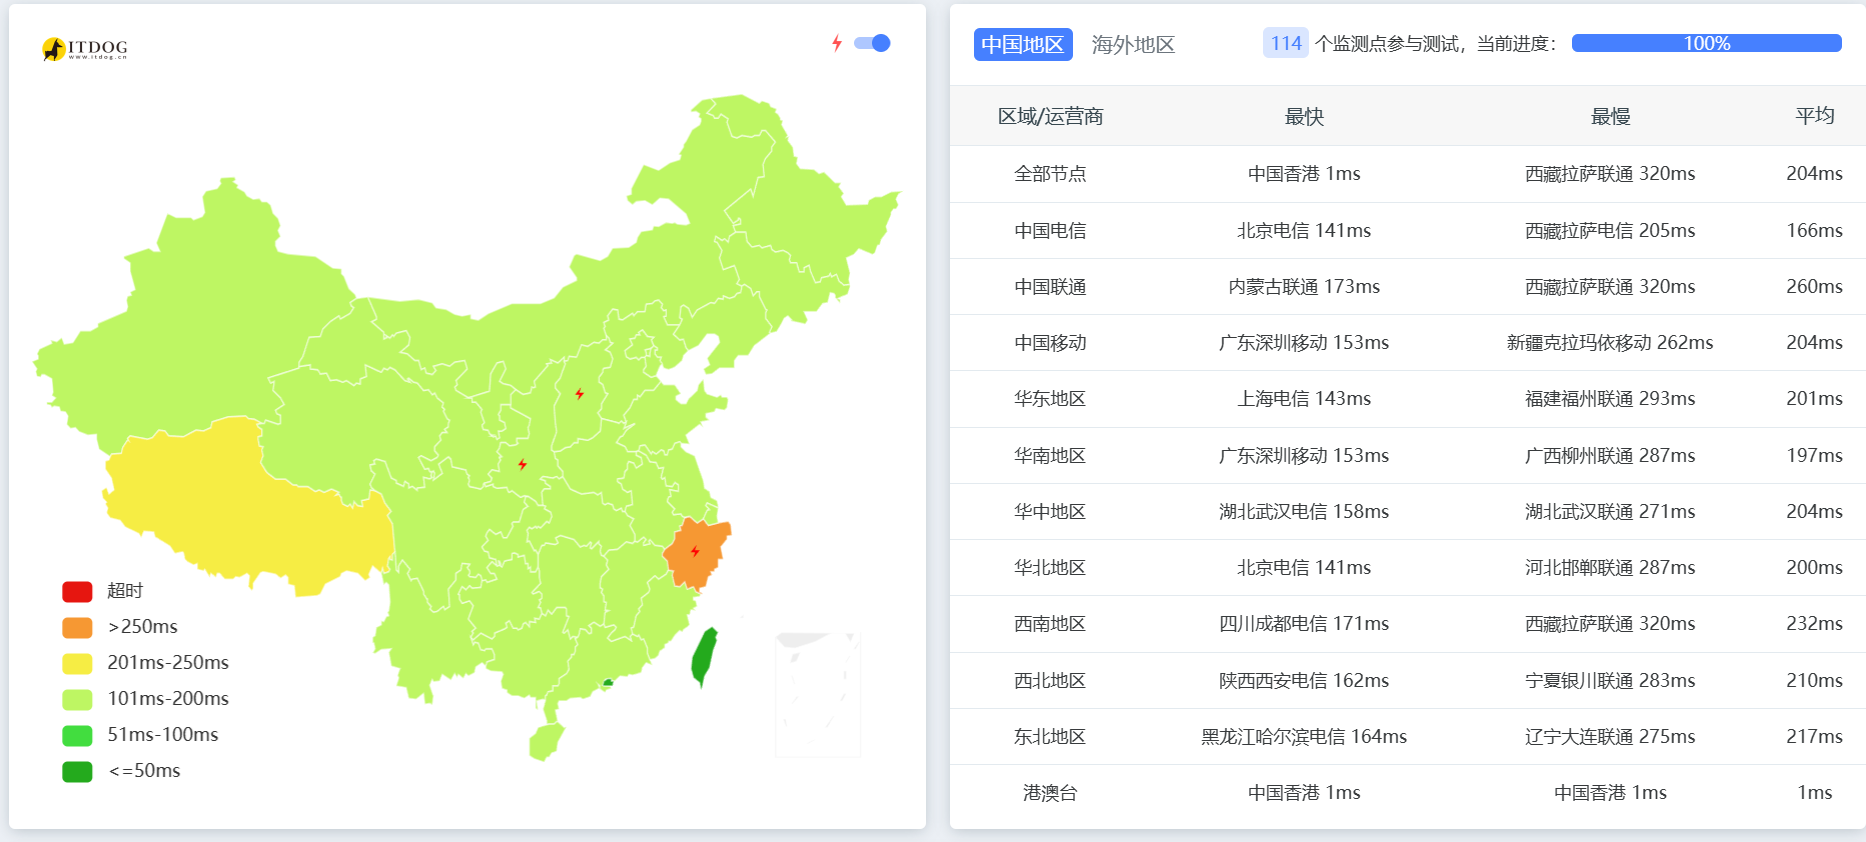 ITDOG
www.itdog.cn
超时
>250ms
201ms-250ms
101ms-200ms
51ms-100ms
<=50ms
中国地区 海外地区 114 个监测点参与测试，当前进度： 100%
区域/运营商 最快 最慢 平均
全部节点 中国香港 1ms 西藏拉萨联通 320ms 204ms
中国电信 北京电信 141ms 西藏拉萨电信 205ms 166ms
中国联通 内蒙古联通 173ms 西藏拉萨联通 320ms 260ms
中国移动 广东深圳移动 153ms 新疆克拉玛依移动 262ms 204ms
华东地区 上海电信 143ms 福建福州联通 293ms 201ms
华南地区 广东深圳移动 153ms 广西柳州联通 287ms 197ms
华中地区 湖北武汉电信 158ms 湖北武汉联通 271ms 204ms
华北地区 北京电信 141ms 河北邯郸联通 287ms 200ms
西南地区 四川成都电信 171ms 西藏拉萨联通 320ms 232ms
西北地区 陕西西安电信 162ms 宁夏银川联通 283ms 210ms
东北地区 黑龙江哈尔滨电信 164ms 辽宁大连联通 275ms 217ms
港澳台 中国香港 1ms 中国香港 1ms 1ms